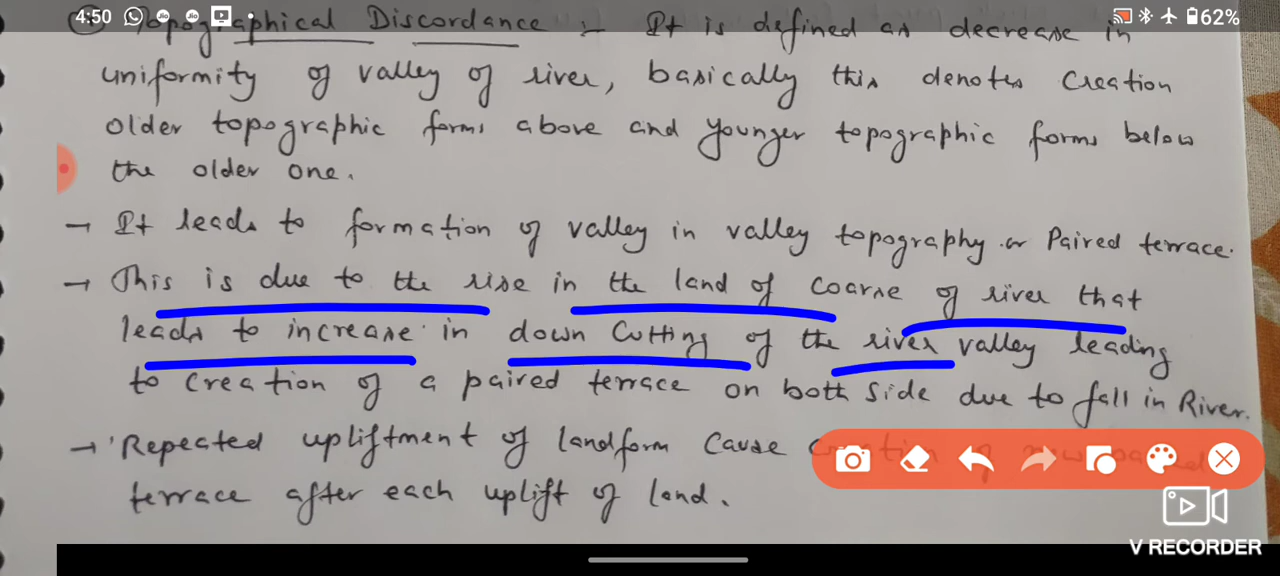 4:50 62%
Topographical Discordance :- It is defined as decrease in
uniformity of valley of river, basically this denotes Creation
older topographic forms above and younger topographic forms below
the older one.
→ It leads to formation of valley in valley topography or Paired terrace.
→ This is due to the rise in the land of coarse of river that
leads to increase in down Cutting of the river valley leading
to creation of a paired terrace on both side due to fall in River.
→ Repeated upliftment of landform Cause
terrace after each uplift of land.
V RECORDER